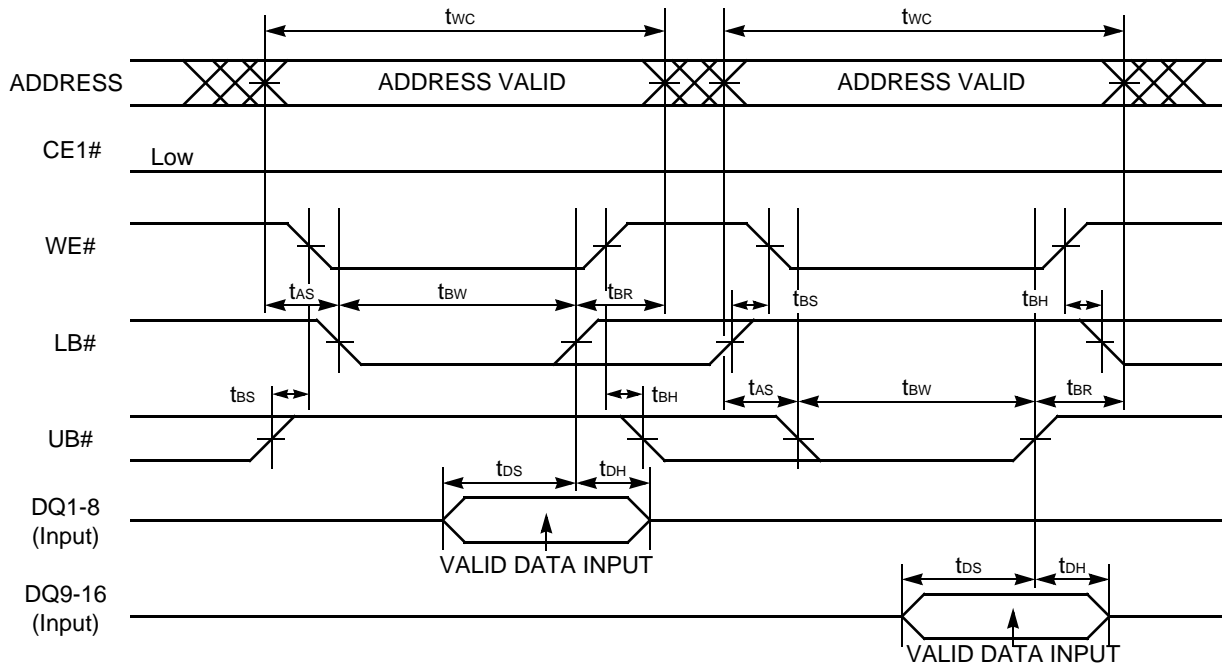 tWC tWC
ADDRESS ADDRESS VALID ADDRESS VALID
CE1# Low
WE#
tAS tBW tBR tBS tBH
LB#
tBS tBH tAS tBW tBR
UB#
tDS tDH
DQ1-8
(Input)
VALID DATA INPUT
tDS tDH
DQ9-16
(Input)
VALID DATA INPUT